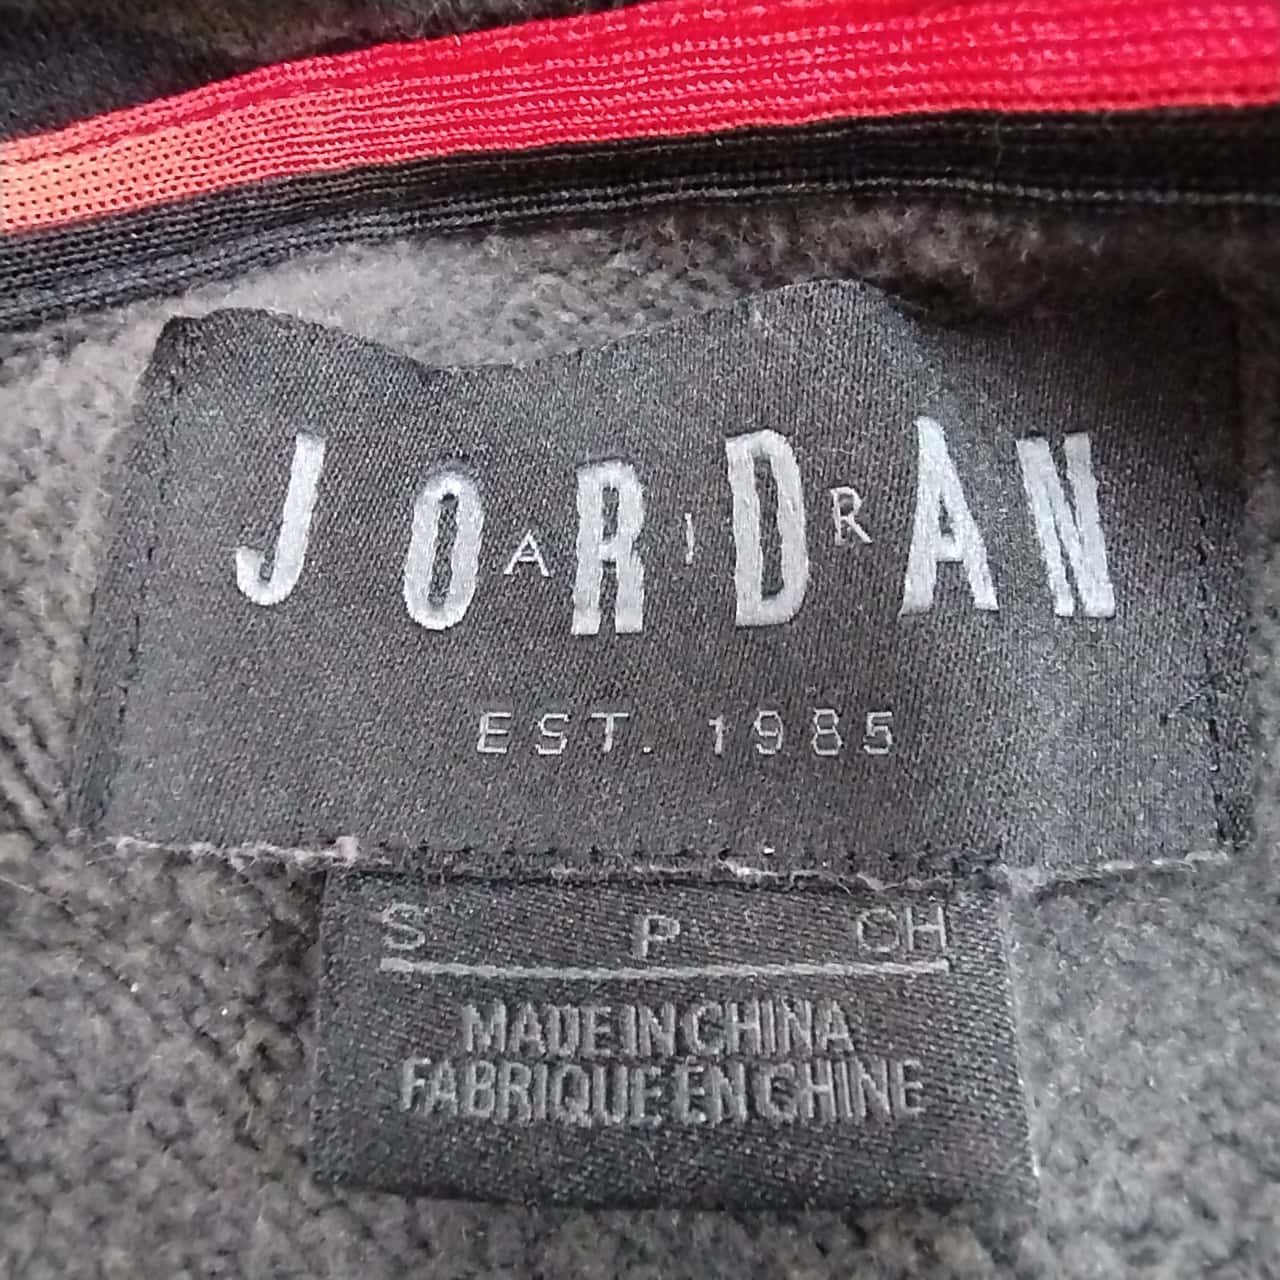 JORDAN
AIR
EST. 1985
S P CH
MADE IN CHINA
FABRIQUE EN CHINE